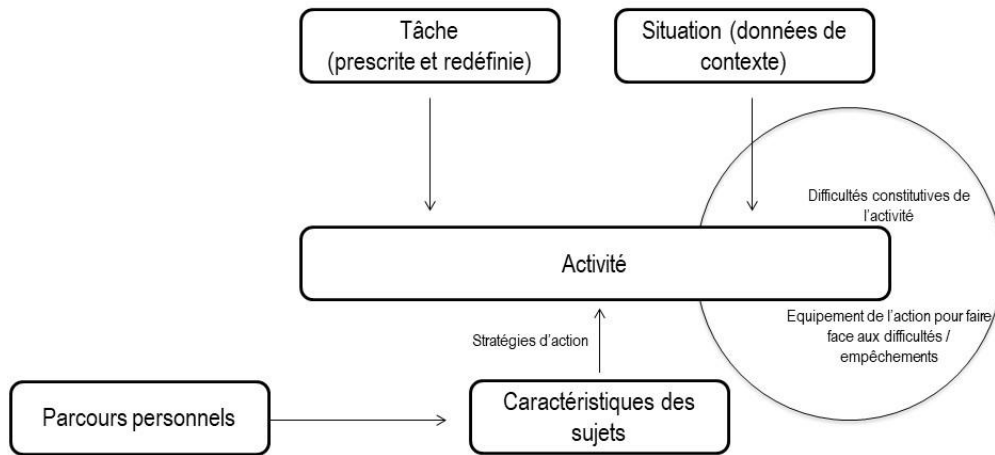 Tâche
(prescrite et redéfinie)
Situation (données de
contexte)
Difficultés constitutives de
l’activité
Activité
Equipement de l’action pour faire
face aux difficultés /
empêchements
Stratégies d’action
Parcours personnels
Caractéristiques des
sujets